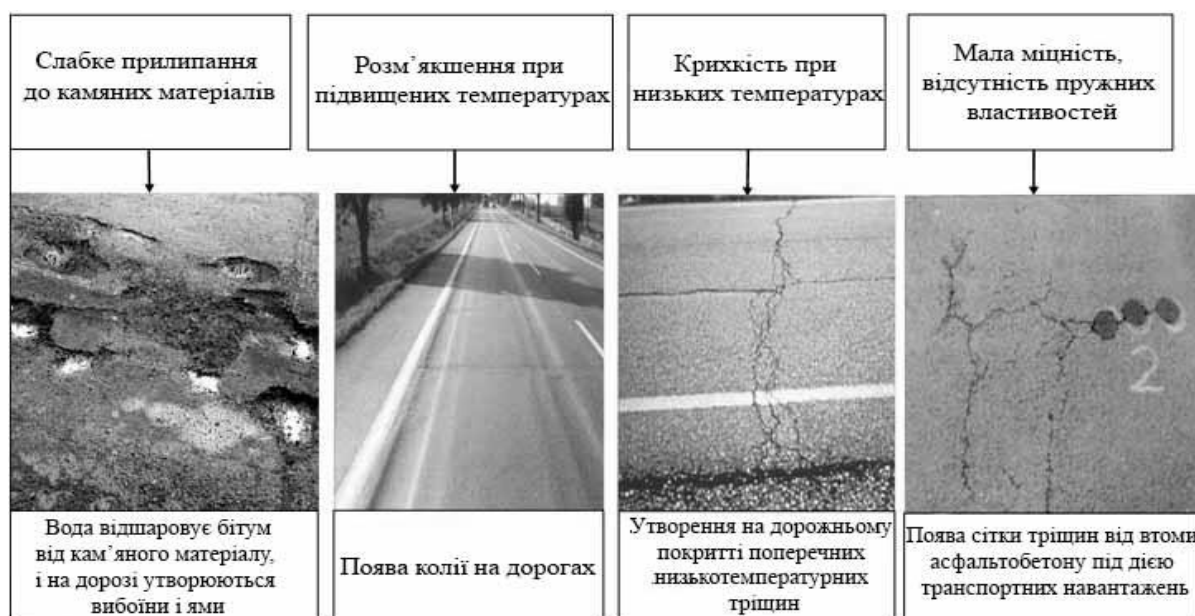 Слабке прилипання
до камяних матеріалів
Розм’якшення при
підвищених температурах
Крихкість при
низьких температурах
Мала міцність,
відсутність пружних
властивостей
2
Вода відшаровує бітум
від кам’яного матеріалу,
і на дорозі утворюються
вибоїни і ями
Поява колії на дорогах
Утворення на дорожньому
покритті поперечних
низькотемпературних
тріщин
Поява сітки тріщин від втоми
асфальтобетону під дією
транспортних навантажень